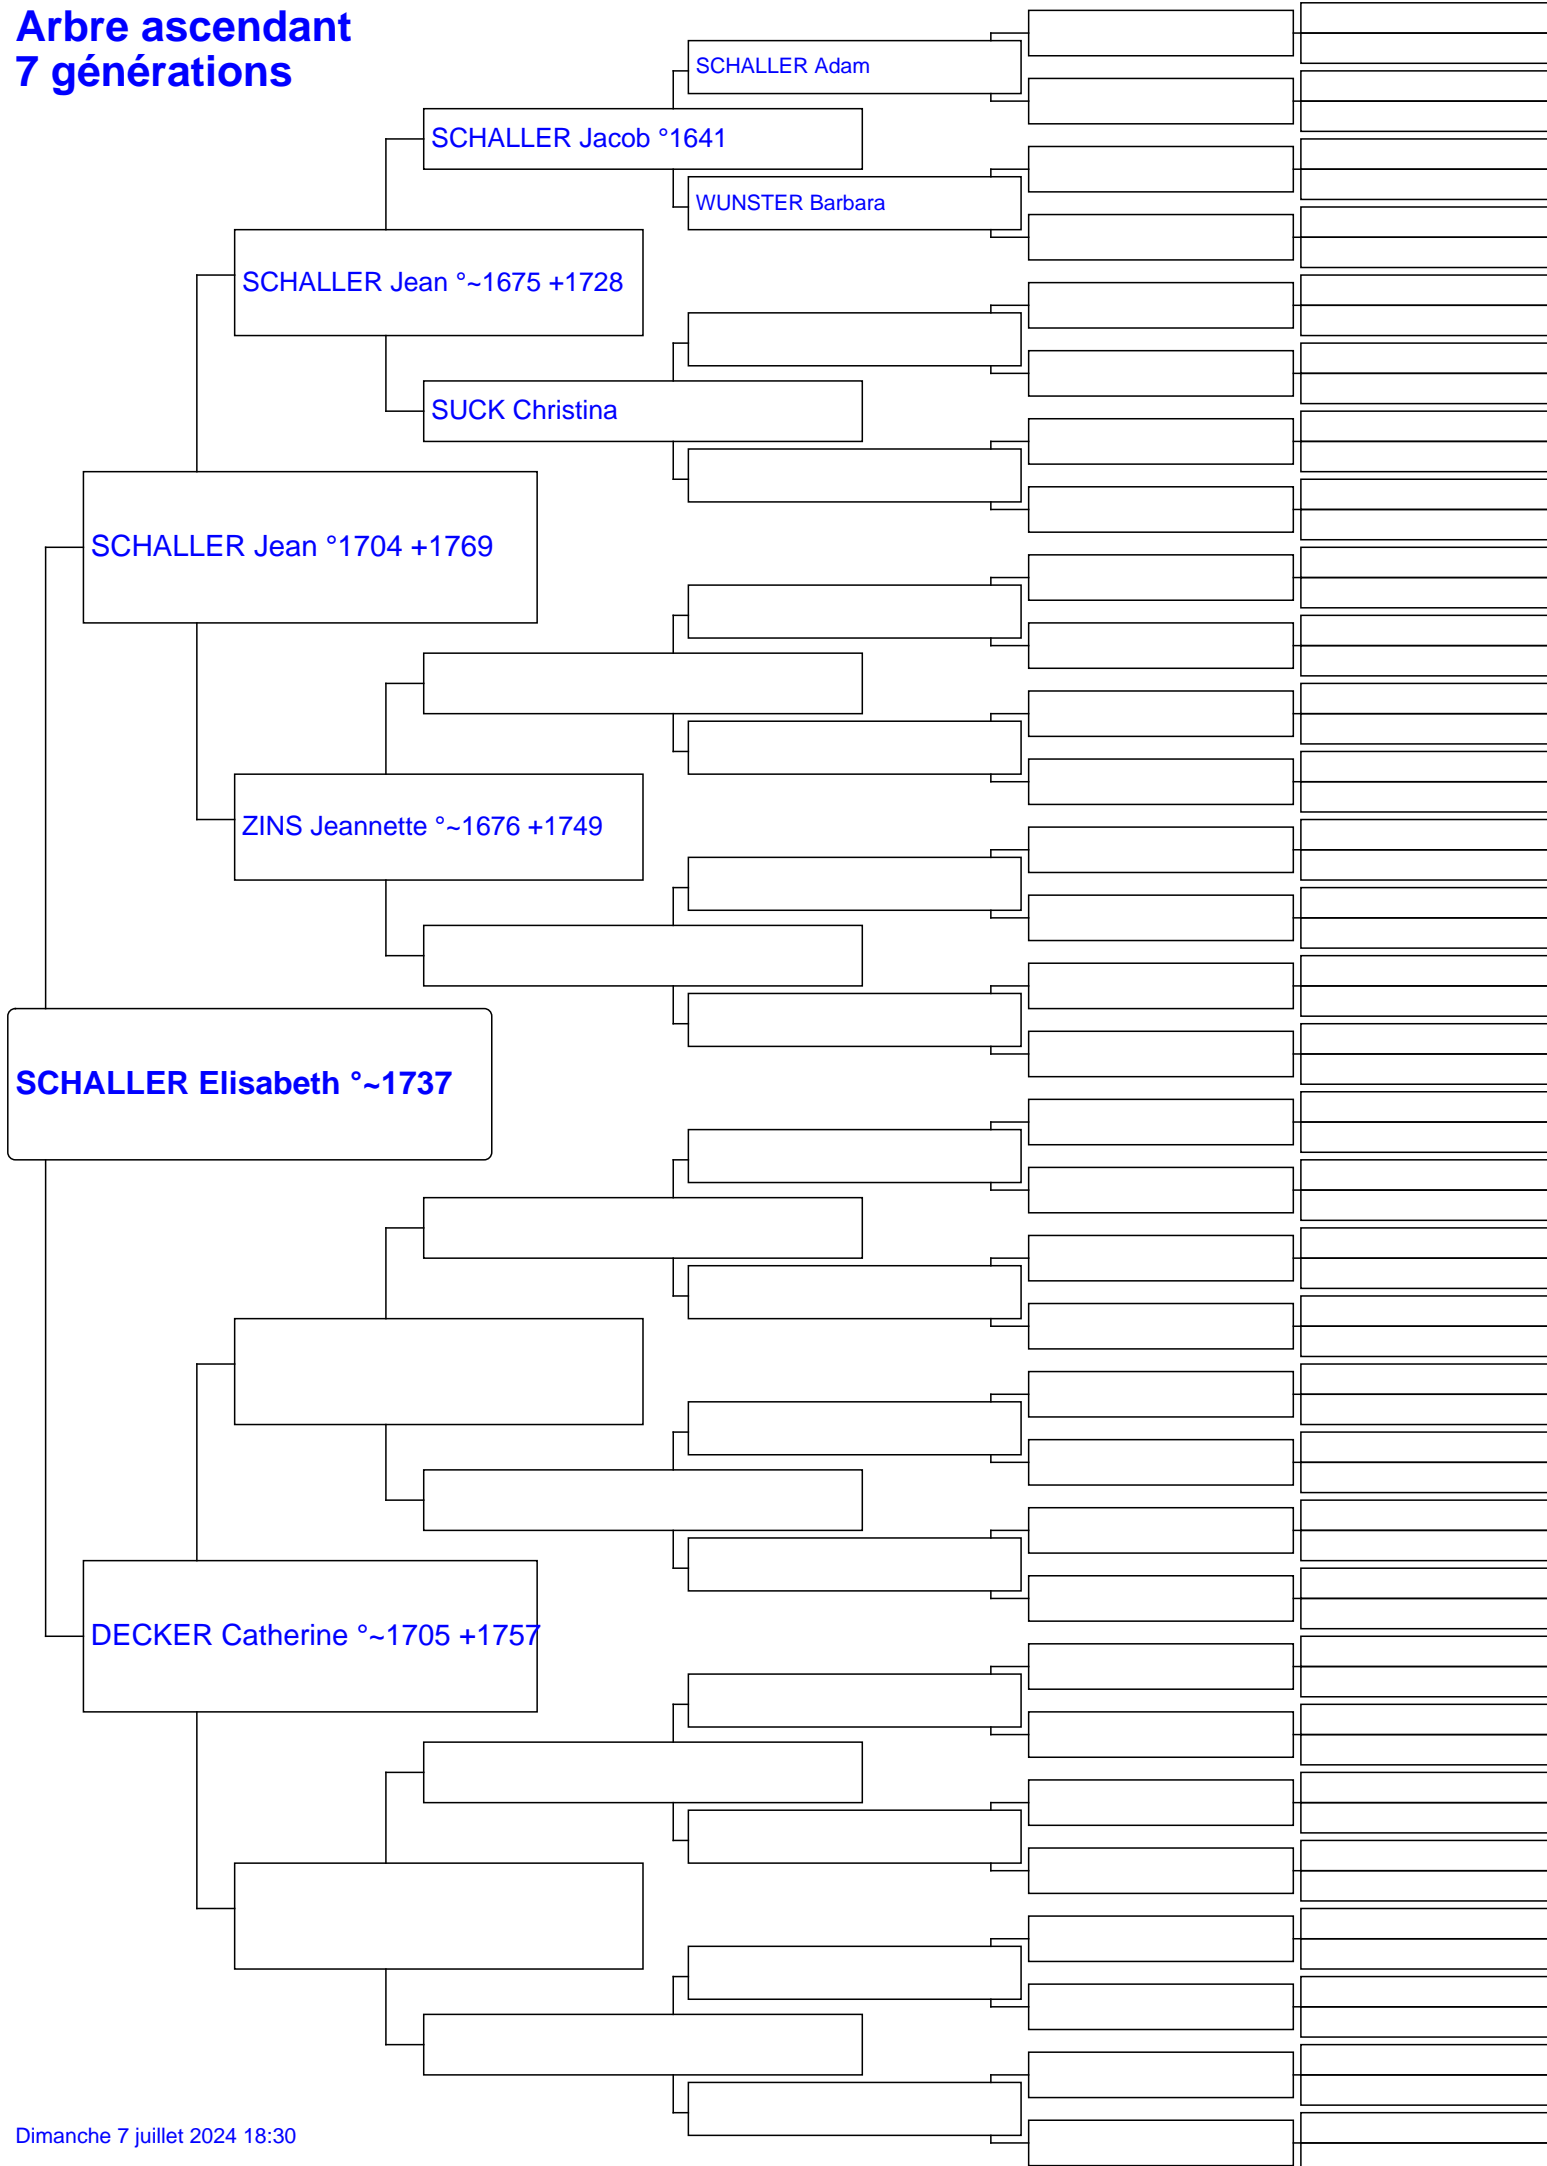 Arbre ascendant
7 générations
SCHALLER Adam
SCHALLER Jacob °1641
WUNSTER Barbara
SCHALLER Jean °~1675 +1728
SUCK Christina
SCHALLER Jean °1704 +1769
ZINS Jeannette °~1676 +1749
SCHALLER Elisabeth °~1737
DECKER Catherine °~1705 +1757
Dimanche 7 juillet 2024 18:30